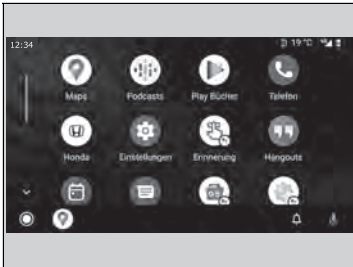 12:34
19°C
Maps Podcasts Play Bücher Telefon
Honda Einstellungen Erinnerung Hangouts